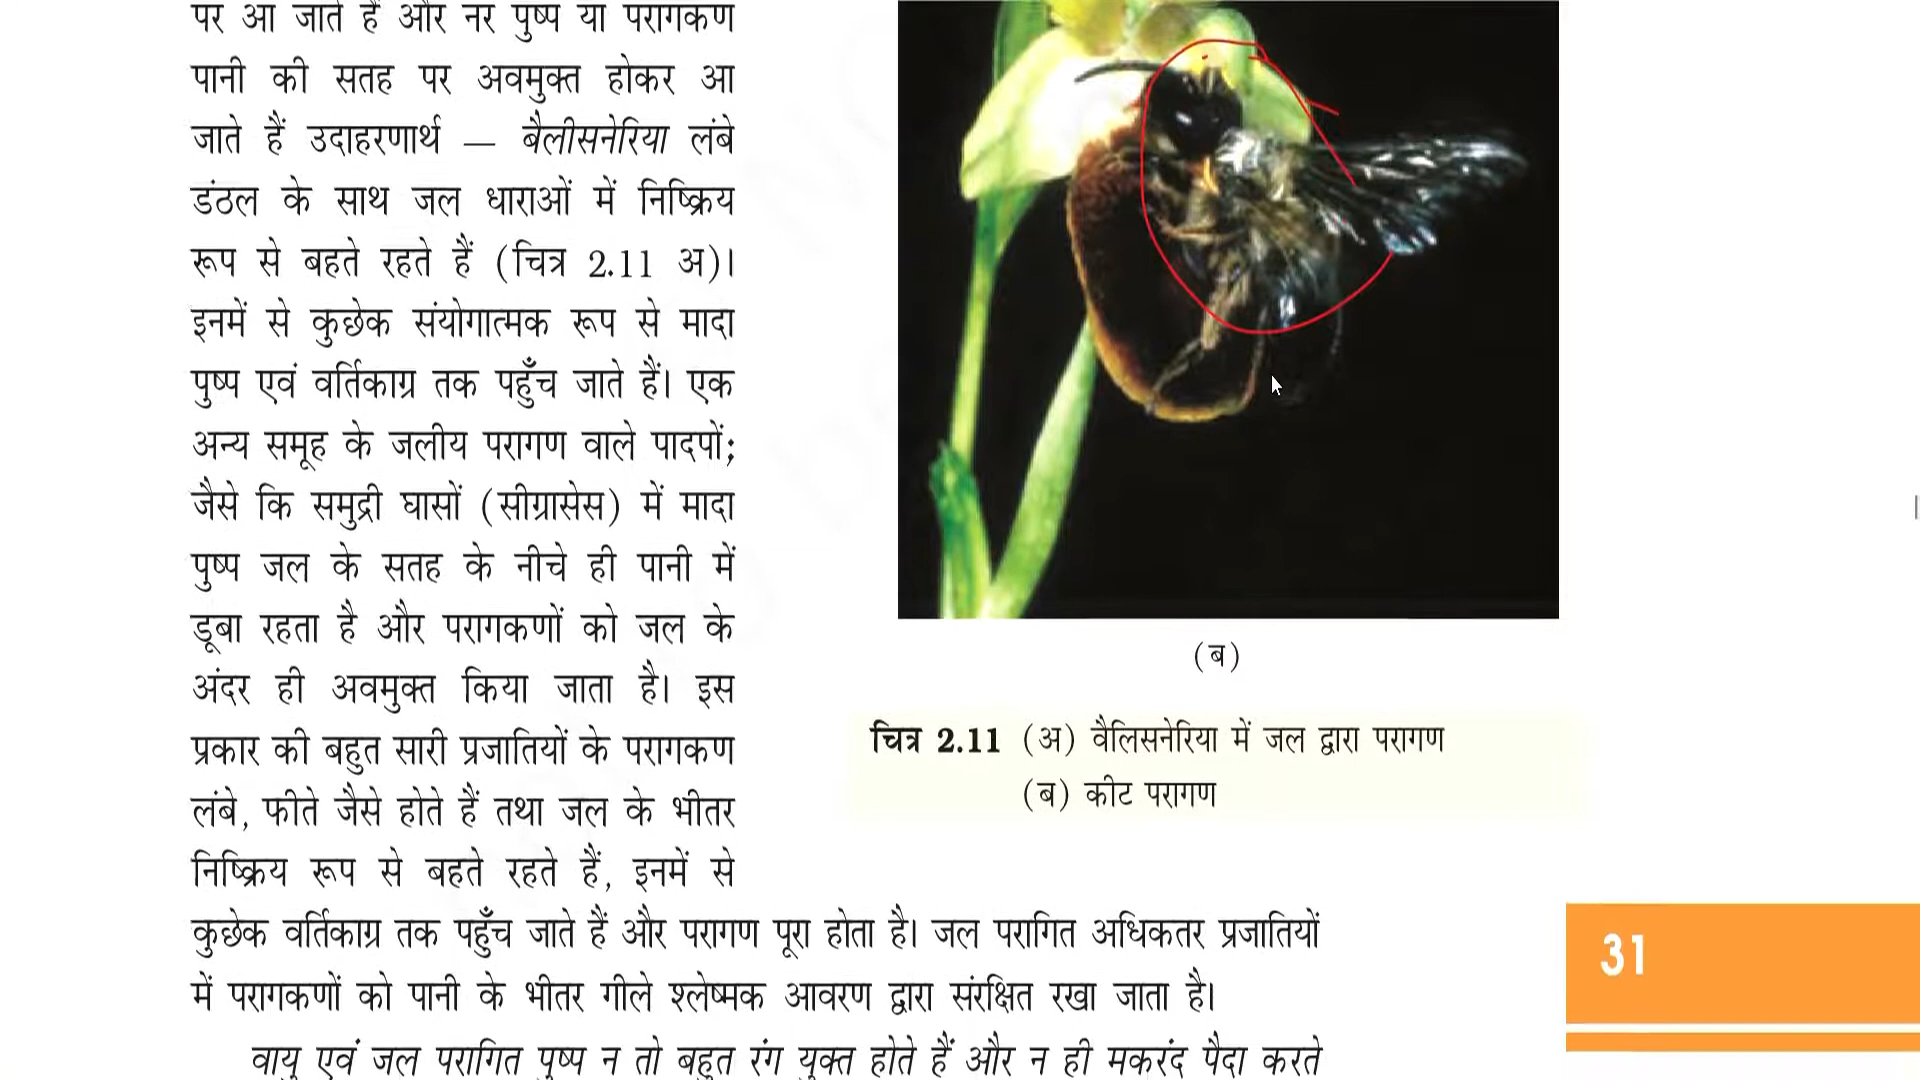 पर आ जाते हैं और नर पुष्प या परागकण
पानी की सतह पर अवमुक्त होकर आ
जाते हैं उदाहरणार्थ — बैलीसनेरिया लंबे
डंठल के साथ जल धाराओं में निष्क्रिय
रूप से बहते रहते हैं (चित्र 2.11 अ)।
इनमें से कुछेक संयोगात्मक रूप से मादा
पुष्प एवं वर्तिकाग्र तक पहुँच जाते हैं। एक
अन्य समूह के जलीय परागण वाले पादपों;
जैसे कि समुद्री घासों (सीग्रासेस) में मादा
पुष्प जल के सतह के नीचे ही पानी में
डूबा रहता है और परागकणों को जल के
अंदर ही अवमुक्त किया जाता है। इस
प्रकार की बहुत सारी प्रजातियों के परागकण
लंबे, फीते जैसे होते हैं तथा जल के भीतर
निष्क्रिय रूप से बहते रहते हैं, इनमें से
कुछेक वर्तिकाग्र तक पहुँच जाते हैं और परागण पूरा होता है। जल परागित अधिकतर प्रजातियों
में परागकणों को पानी के भीतर गीले श्लेष्मक आवरण द्वारा संरक्षित रखा जाता है।
वायु एवं जल परागित पुष्प न तो बहुत रंग युक्त होते हैं और न ही मकरंद पैदा करते
(ब)
चित्र 2.11 (अ) वैलिसनेरिया में जल द्वारा परागण
(ब) कीट परागण
31